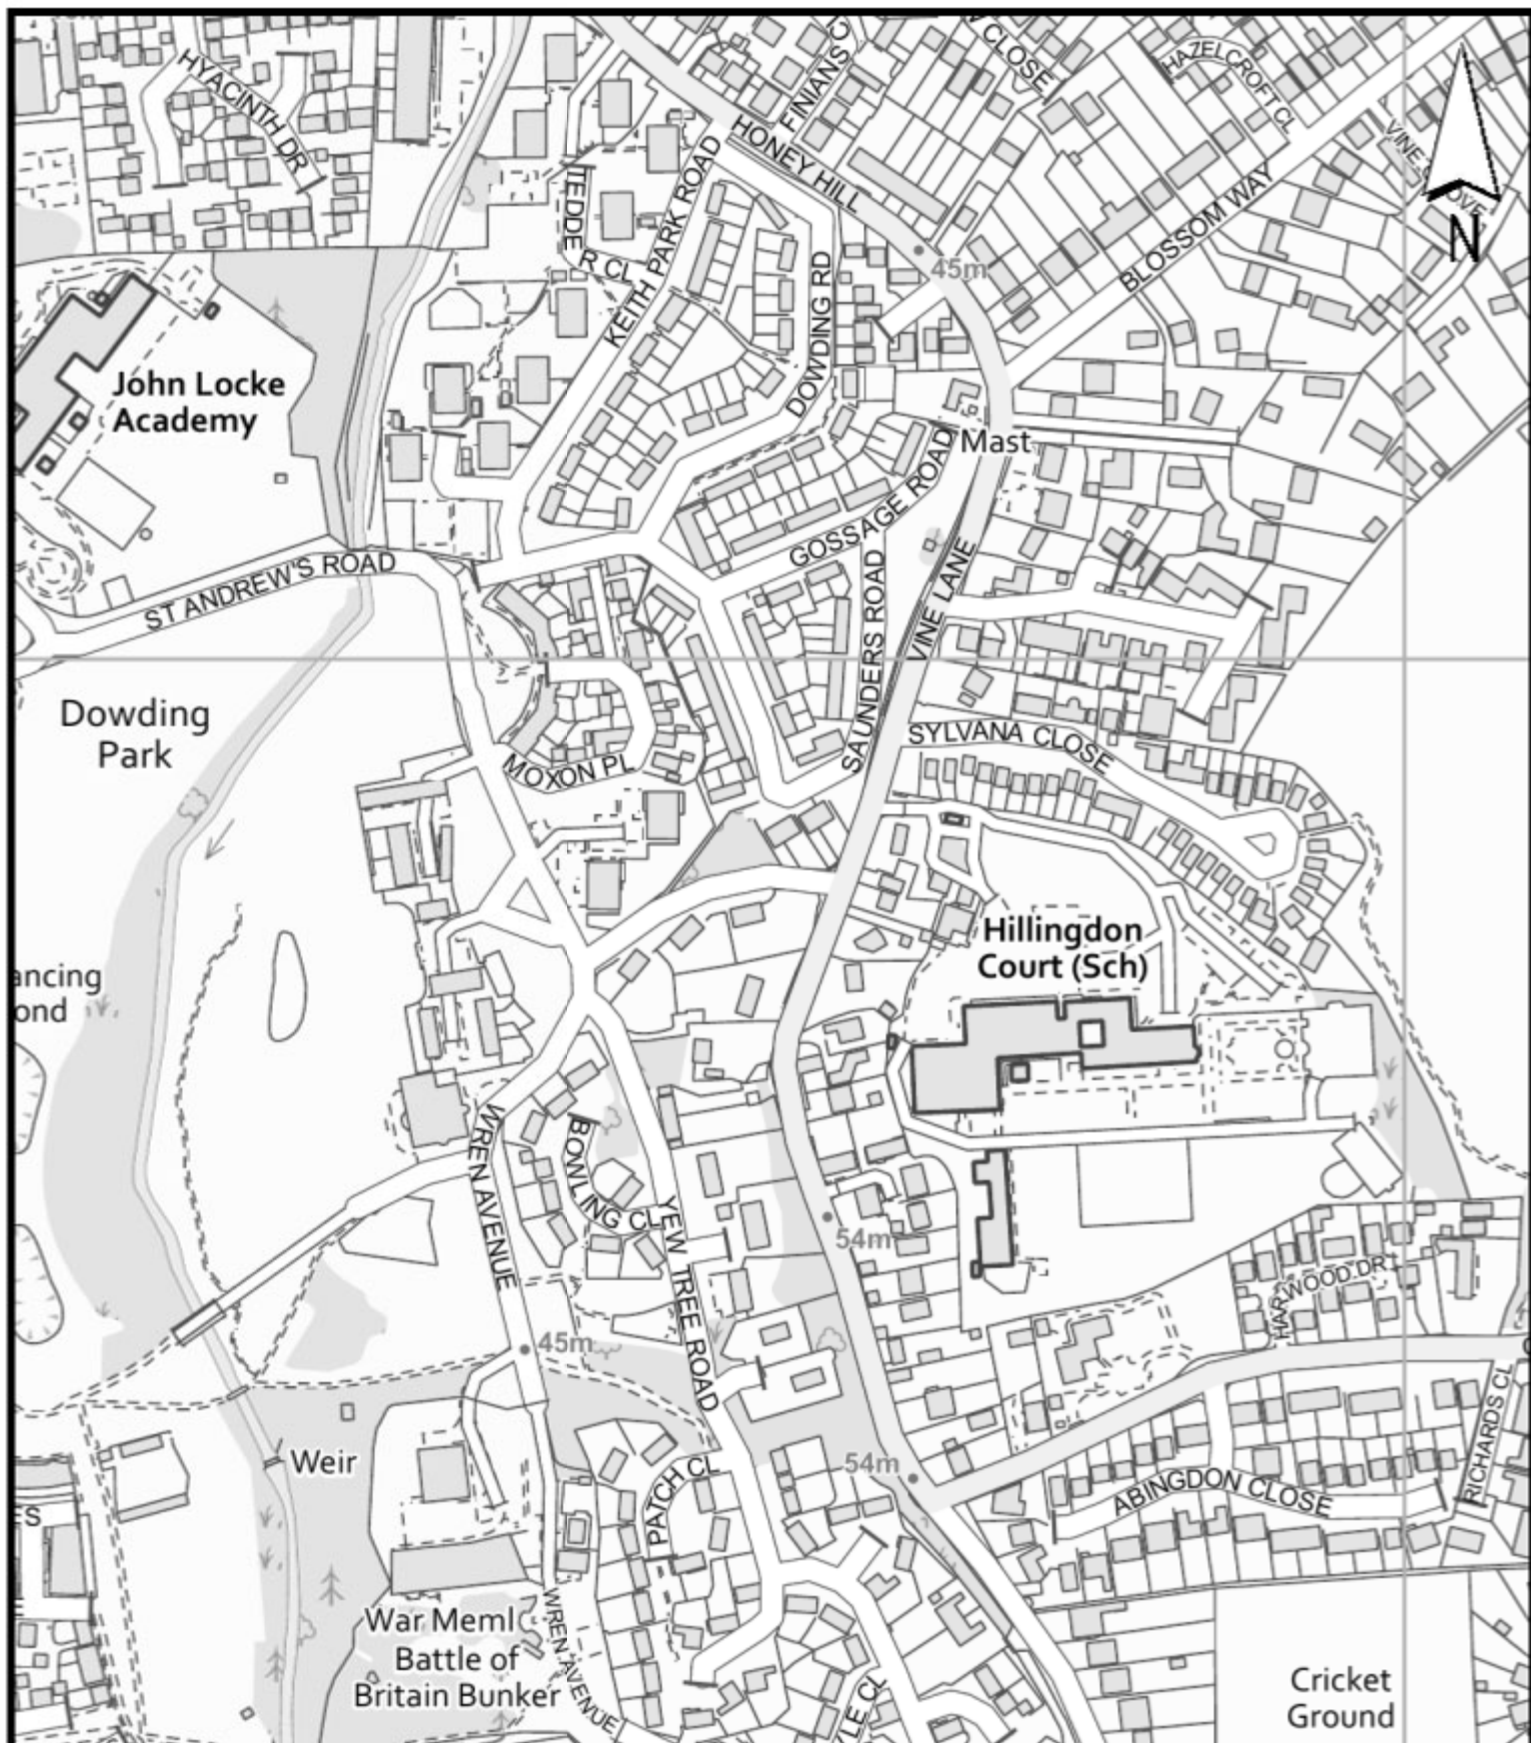 HYACINTH DR
FINIANS C
CLOSE
HAZELCROFT CL
TEDDER CL
KEITH PARK ROAD
HONEY HILL
45m
BLOSSOM WAY
N
DOWDING RD
John Locke
Academy
Mast
GOSSAGE ROAD
ST ANDREW'S ROAD
SAUNDERS ROAD
VINE LANE
Dowding
Park
MOXON PL
SYLVANA CLOSE
Hillingdon
Court (Sch)
ancing
ond
WREN AVENUE
BOWLING CL
YEW TREE ROAD
54m
HARWOOD DR
45m
Weir
54m
PATCH CL
ABINGDON CLOSE
RICHARDS CL
ES
War Meml
Battle of
Britain Bunker
WREN AVENUE
YLE CL
Cricket
Ground